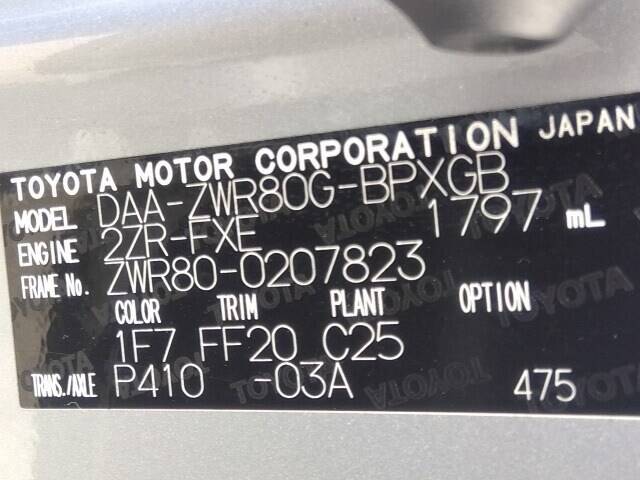 TOYOTA MOTOR CORPORATION JAPAN
MODEL DAA-ZWR80G-BPXGB
ENGINE 2ZR-FXE 1797 mL
FRAME No. ZWR80-0207823
COLOR TRIM PLANT OPTION
1F7 FF20 C25
TRANS./AXLE P410 -03A 475